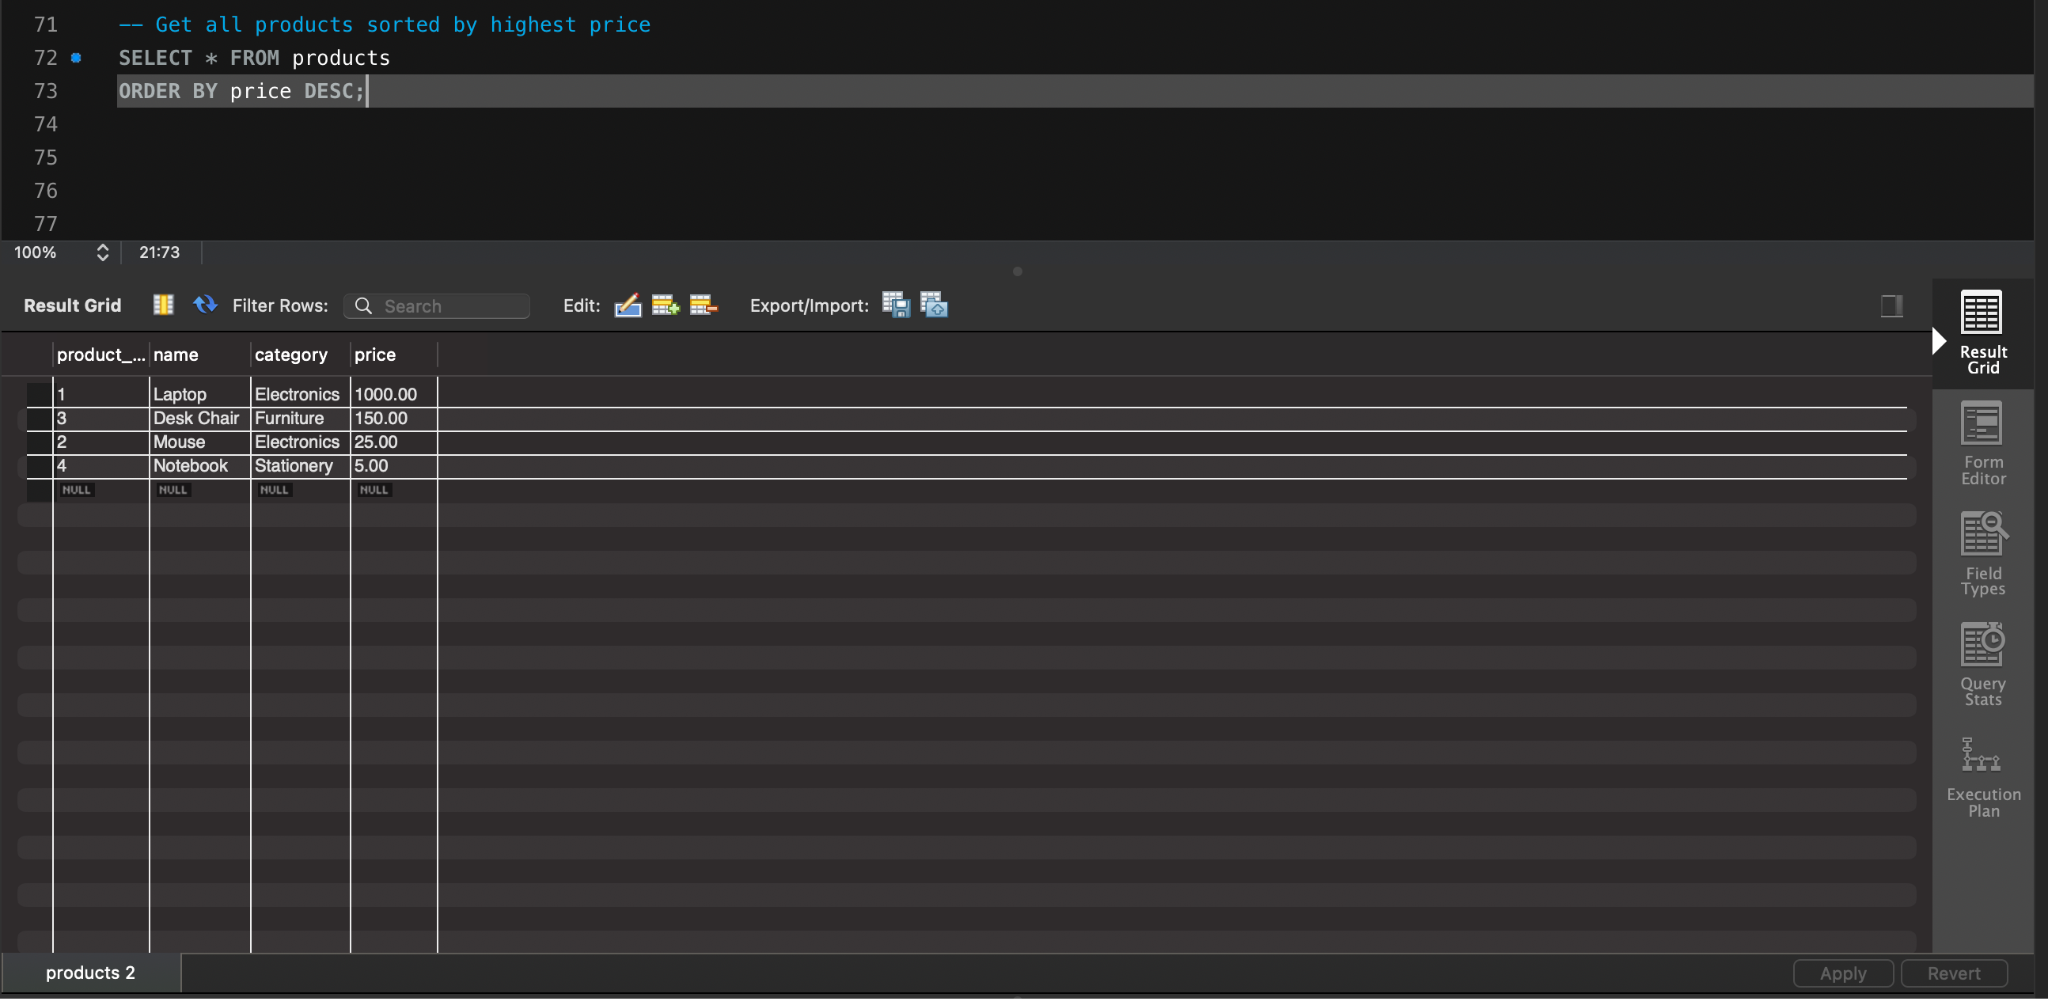 71 -- Get all products sorted by highest price
72 SELECT * FROM products
73 ORDER BY price DESC;
74
75
76
77
100% 21:73
Result Grid Filter Rows: Search Edit: Export/Import:
product_... name category price
1 Laptop Electronics 1000.00
3 Desk Chair Furniture 150.00
2 Mouse Electronics 25.00
4 Notebook Stationery 5.00
NULL NULL NULL NULL
Result
Grid
Form
Editor
Field
Types
Query
Stats
Execution
Plan
products 2 Apply Revert